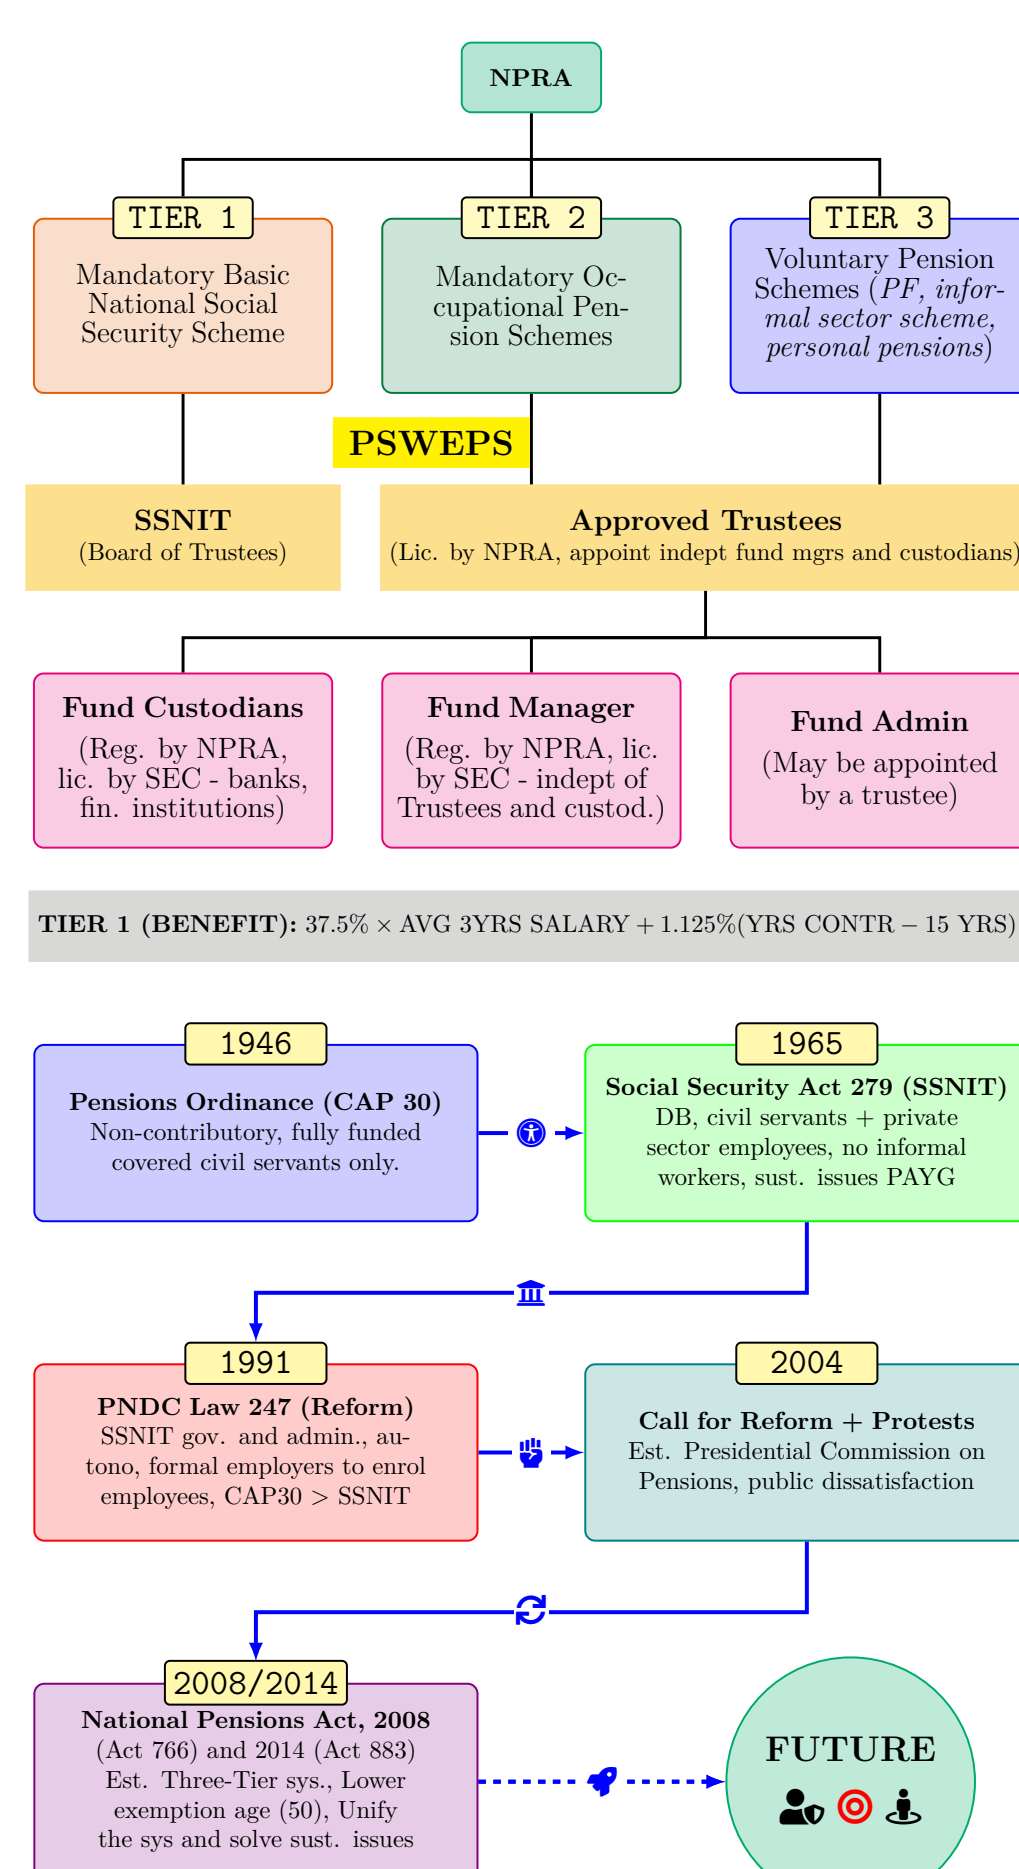 NPRA
TIER 1
Mandatory Basic
National Social
Security Scheme
TIER 2
Mandatory Oc-
cupational Pen-
sion Schemes
TIER 3
Voluntary Pension
Schemes (PF, infor-
mal sector scheme,
personal pensions)
PSWEPS
SSNIT
(Board of Trustees)
Approved Trustees
(Lic. by NPRA, appoint indept fund mgrs and custodians)
Fund Custodians
(Reg. by NPRA,
lic. by SEC - banks,
fin. institutions)
Fund Manager
(Reg. by NPRA, lic.
by SEC - indept of
Trustees and custod.)
Fund Admin
(May be appointed
by a trustee)
TIER 1 (BENEFIT): 37.5% × AVG 3YRS SALARY + 1.125%(YRS CONTR – 15 YRS)
1946
Pensions Ordinance (CAP 30)
Non-contributory, fully funded
covered civil servants only.
1965
Social Security Act 279 (SSNIT)
DB, civil servants + private
sector employees, no informal
workers, sust. issues PAYG
1991
PNDC Law 247 (Reform)
SSNIT gov. and admin., au-
tono, formal employers to enrol
employees, CAP30 > SSNIT
2004
Call for Reform + Protests
Est. Presidential Commission on
Pensions, public dissatisfaction
2008/2014
National Pensions Act, 2008
(Act 766) and 2014 (Act 883)
Est. Three-Tier sys., Lower
exemption age (50), Unify
the sys and solve sust. issues
FUTURE